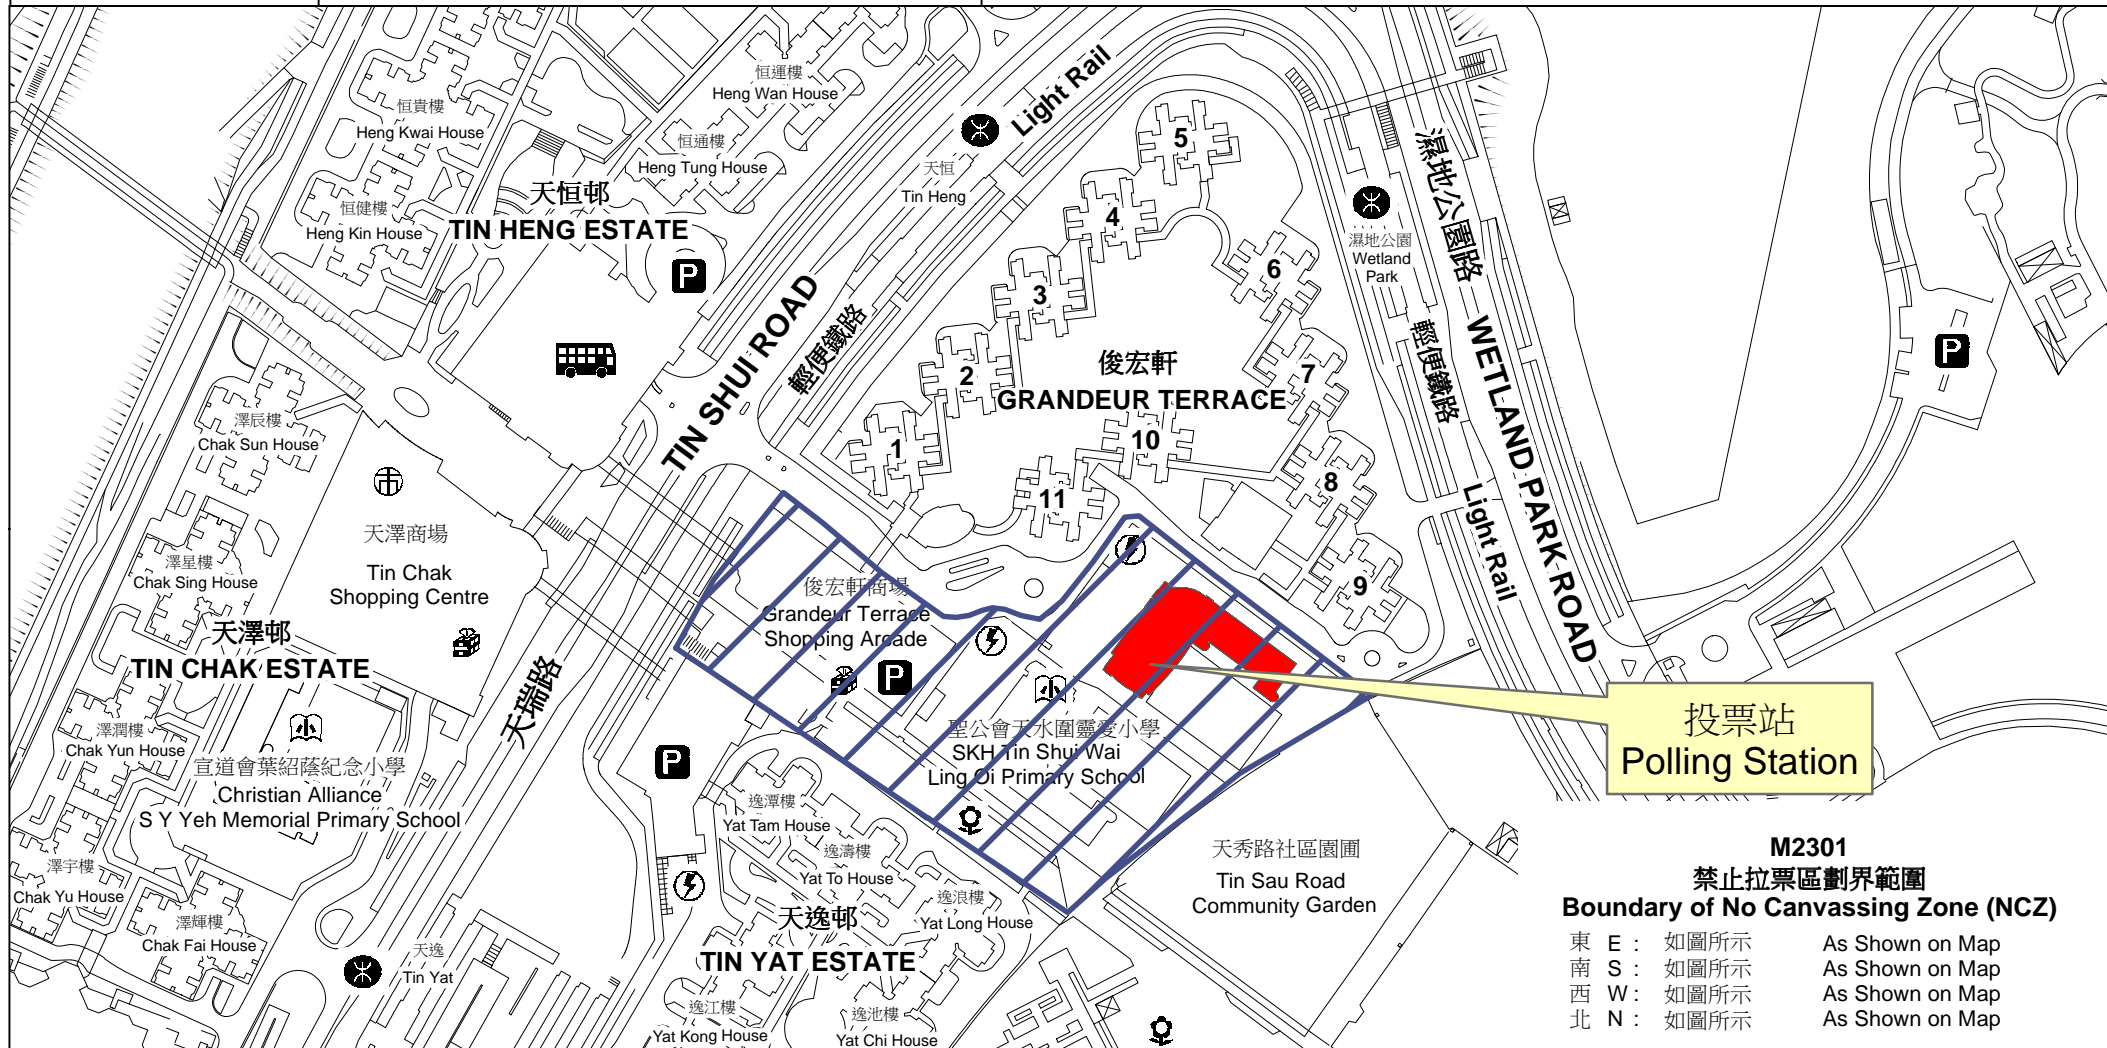 恒運樓
Heng Wan House
恒貴樓
Heng Kwai House
恒通樓
Heng Tung House
恒健樓
Heng Kin House
天恒邨
TIN HENG ESTATE
P
Light Rail
天恒
Tin Heng
TIN SHUI ROAD
輕便鐵路
5
4
3
2
1
6
7
8
9
10
11
俊宏軒
GRANDEUR TERRACE
濕地公園
Wetland
Park
濕地公園路
WETLAND PARK ROAD
輕便鐵路
Light Rail
P
澤辰樓
Chak Sun House
天澤商場
Tin Chak
Shopping Centre
澤星樓
Chak Sing House
天澤邨
TIN CHAK ESTATE
天瑞路
澤潤樓
Chak Yun House
宣道會葉紹蔭紀念小學
Christian Alliance
S Y Yeh Memorial Primary School
澤宇樓
Chak Yu House
澤輝樓
Chak Fai House
天逸
Tin Yat
俊宏軒商場
Grandeur Terrace
Shopping Arcade
P
P
聖公會天水圍靈愛小學
SKH Tin Shui Wai
Ling Oi Primary School
逸潭樓
Yat Tam House
逸濤樓
Yat To House
逸浪樓
Yat Long House
天逸邨
TIN YAT ESTATE
逸江樓
Yat Kong House
逸池樓
Yat Chi House
天秀路社區園圃
Tin Sau Road
Community Garden
投票站
Polling Station
M2301
禁止拉票區劃界範圍
Boundary of No Canvassing Zone (NCZ)
東 E : 如圖所示 As Shown on Map
南 S : 如圖所示 As Shown on Map
西 W : 如圖所示 As Shown on Map
北 N : 如圖所示 As Shown on Map